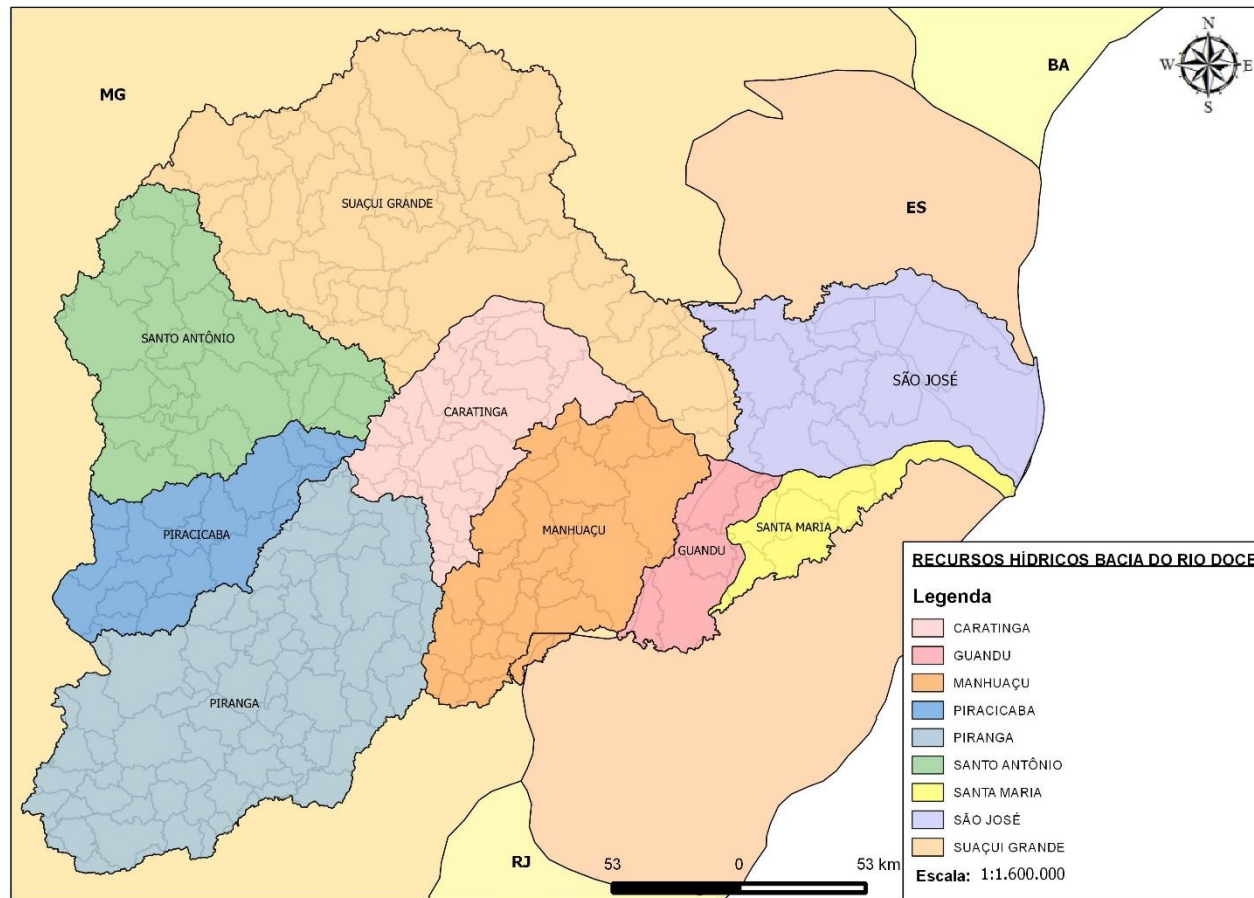 N
W E
S
BA
MG
SUAÇUI GRANDE
ES
SANTO ANTÔNIO
SÃO JOSÉ
CARATINGA
PIRACICABA
MANHUAÇU
SANTA MARIA
GUANDU
PIRANGA
RJ
53 0 53 km
RECURSOS HÍDRICOS BACIA DO RIO DOCE
Legenda
CARATINGA
GUANDU
MANHUAÇU
PIRACICABA
PIRANGA
SANTO ANTÔNIO
SANTA MARIA
SÃO JOSÉ
SUAÇUI GRANDE
Escala: 1:1.600.000